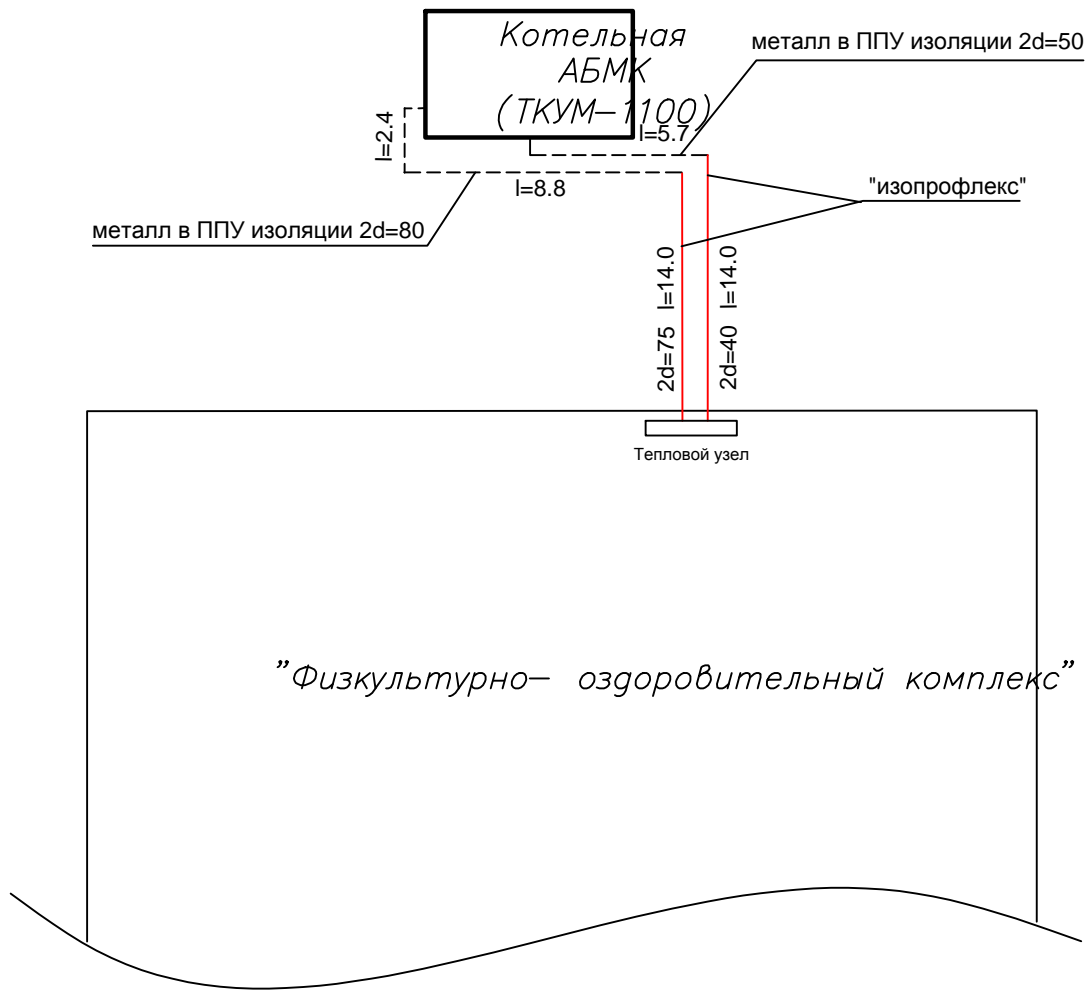 Котельная
АБМК
(ТКУМ-1100)
металл в ППУ изоляции 2d=50
l=2.4
l=5.7
l=8.8
"изопрофлекс"
металл в ППУ изоляции 2d=80
2d=75 l=14.0
2d=40 l=14.0
Тепловой узел
"Физкультурно- оздоровительный комплекс"